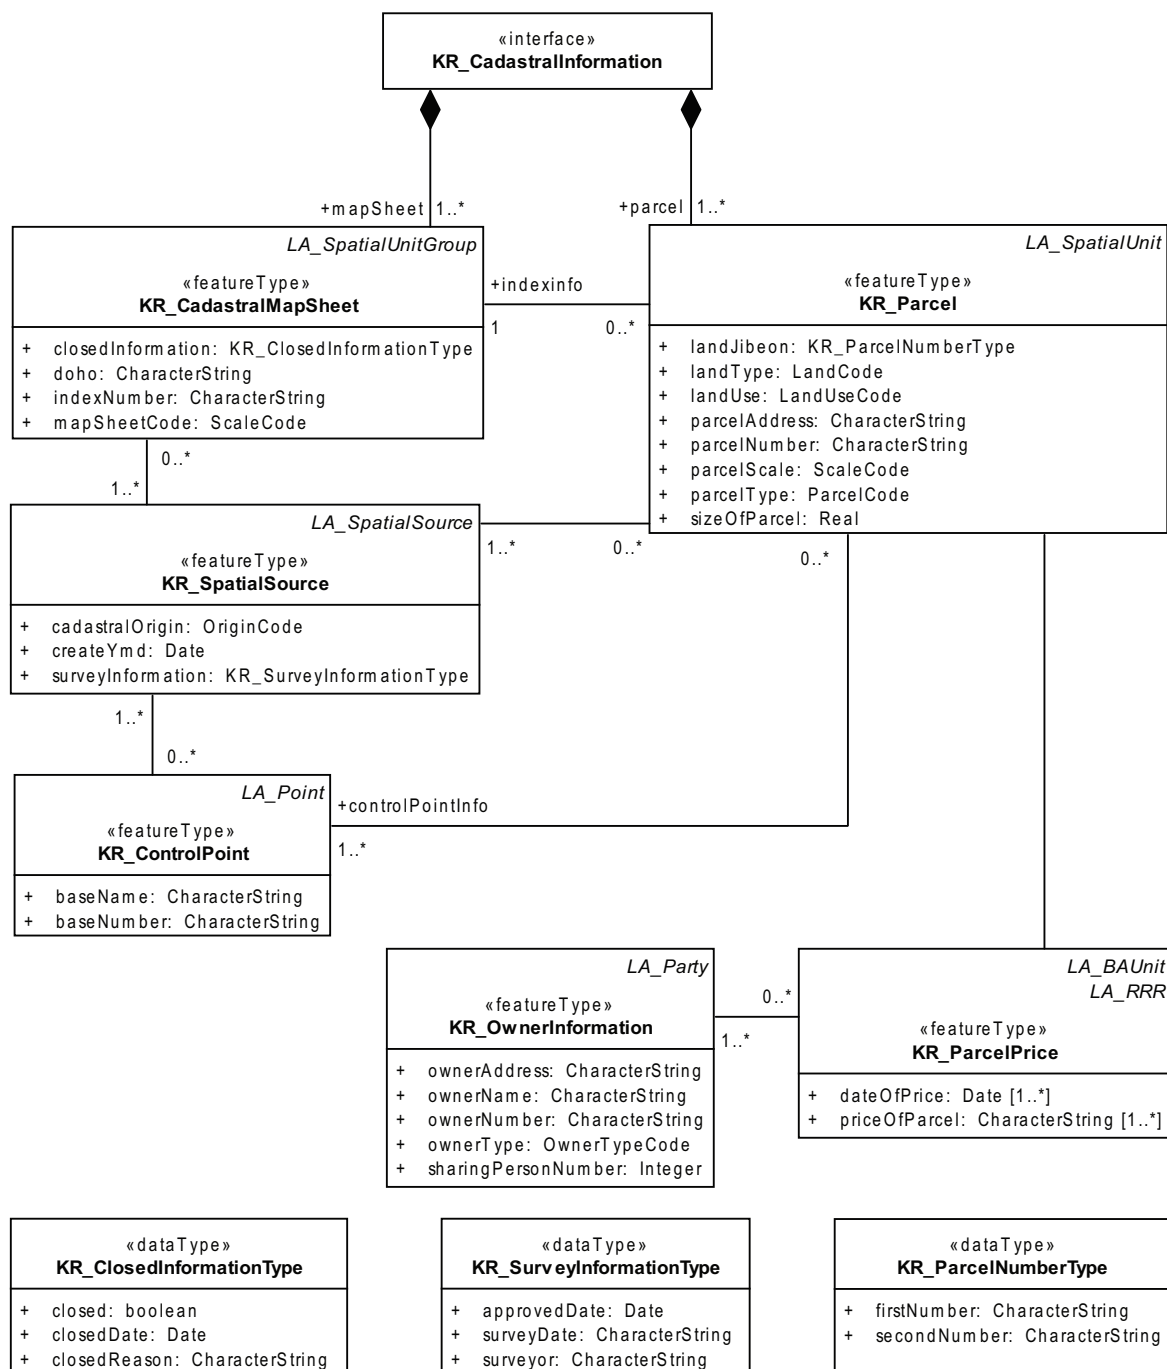 «interface»
KR_CadastralInformation
+mapSheet 1..*
+parcel 1..*
LA_SpatialUnitGroup
«featureType»
KR_CadastralMapSheet
+ closedInformation: KR_ClosedInformationType
+ doho: CharacterString
+ indexNumber: CharacterString
+ mapSheetCode: ScaleCode
+indexinfo
1
0..*
LA_SpatialUnit
«featureType»
KR_Parcel
+ landJibeon: KR_ParcelNumberType
+ landType: LandCode
+ landUse: LandUseCode
+ parcelAddress: CharacterString
+ parcelNumber: CharacterString
+ parcelScale: ScaleCode
+ parcelType: ParcelCode
+ sizeOfParcel: Real
0..*
1..*
LA_SpatialSource
«featureType»
KR_SpatialSource
+ cadastralOrigin: OriginCode
+ createYmd: Date
+ surveyInformation: KR_SurveyInformationType
1..*
0..*
0..*
1..*
0..*
LA_Point
«featureType»
KR_ControlPoint
+ baseName: CharacterString
+ baseNumber: CharacterString
+controlPointInfo
1..*
LA_Party
«featureType»
KR_OwnerInformation
+ ownerAddress: CharacterString
+ ownerName: CharacterString
+ ownerNumber: CharacterString
+ ownerType: OwnerTypeCode
+ sharingPersonNumber: Integer
0..*
1..*
LA_BAUnit
LA_RRR
«featureType»
KR_ParcelPrice
+ dateOfPrice: Date [1..*]
+ priceOfParcel: CharacterString [1..*]
«dataType»
KR_ClosedInformationType
+ closed: boolean
+ closedDate: Date
+ closedReason: CharacterString
«dataType»
KR_SurveyInformationType
+ approvedDate: Date
+ surveyDate: CharacterString
+ surveyor: CharacterString
«dataType»
KR_ParcelNumberType
+ firstNumber: CharacterString
+ secondNumber: CharacterString